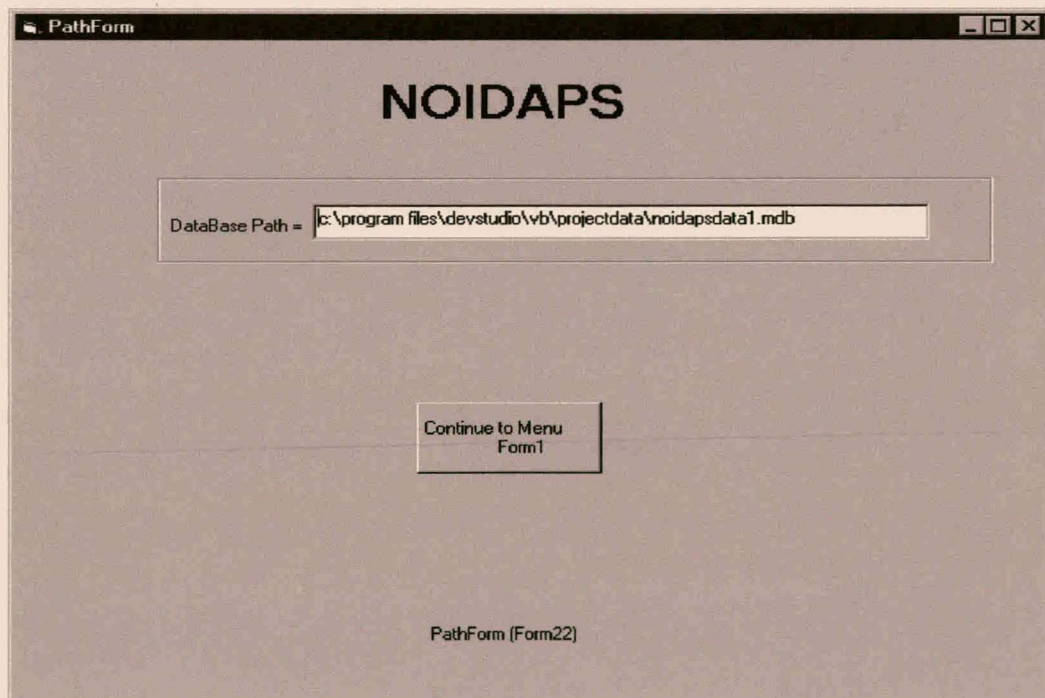 PathForm
NOIDAPS
DataBase Path = c:\program files\devstudio\vb\projectdata\noidapsdata1.mdb
Continue to Menu
Form1
PathForm (Form22)